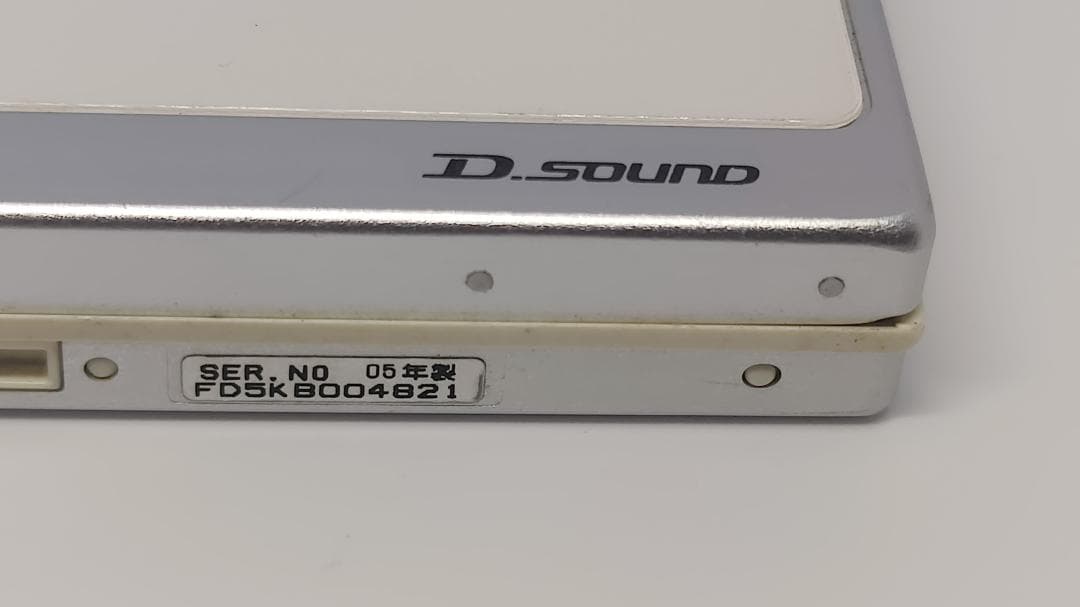 D.SOUND
SER.NO 05年製
FD5KB004821